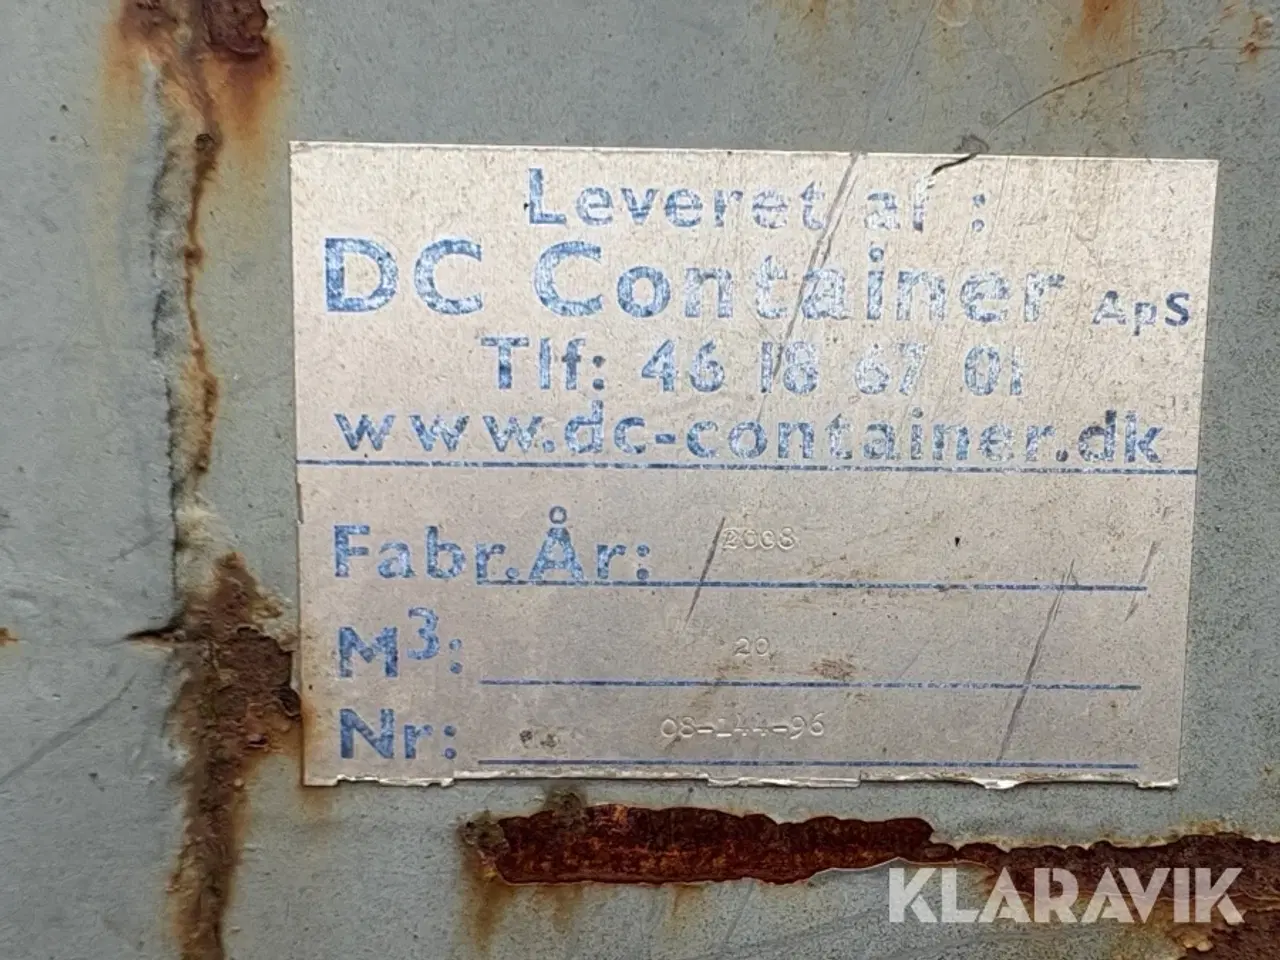 Leveret af :
DC Container ApS
Tlf: 46 18 67 01
www.dc-container.dk
Fabr.År: 2008
M³: 20
Nr: 08-144-96
KLARAVIK